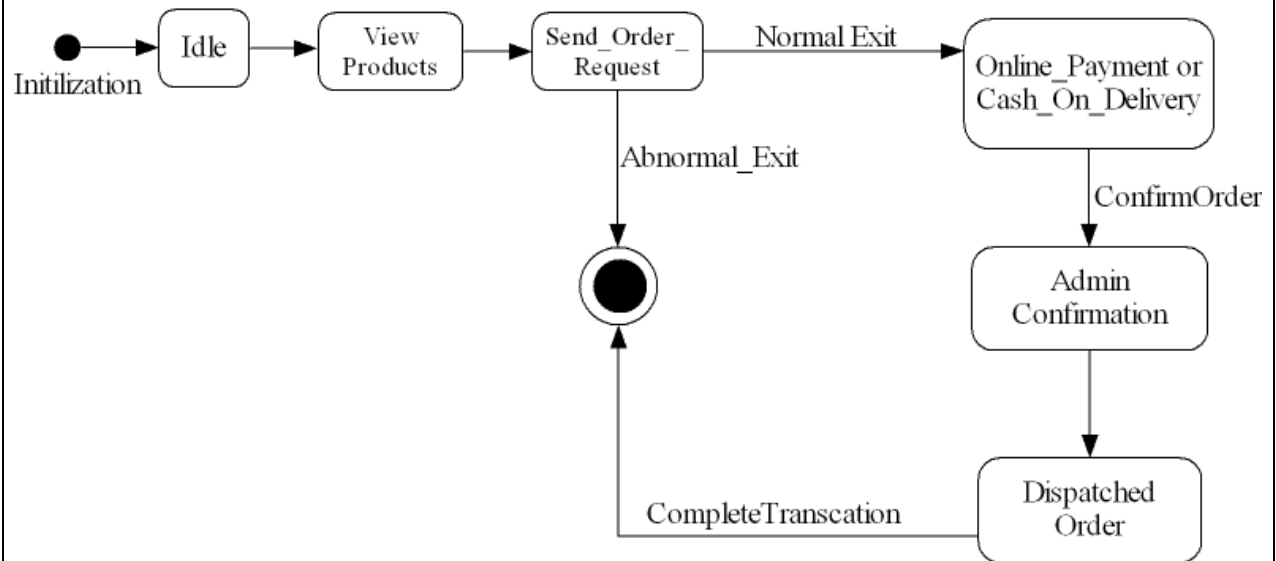 Initilization
Idle
View
Products
Send_Order_
Request
Normal Exit
Online_Payment or
Cash_On_Delivery
Abnormal_Exit
ConfirmOrder
Admin
Confirmation
CompleteTranscation
Dispatched
Order